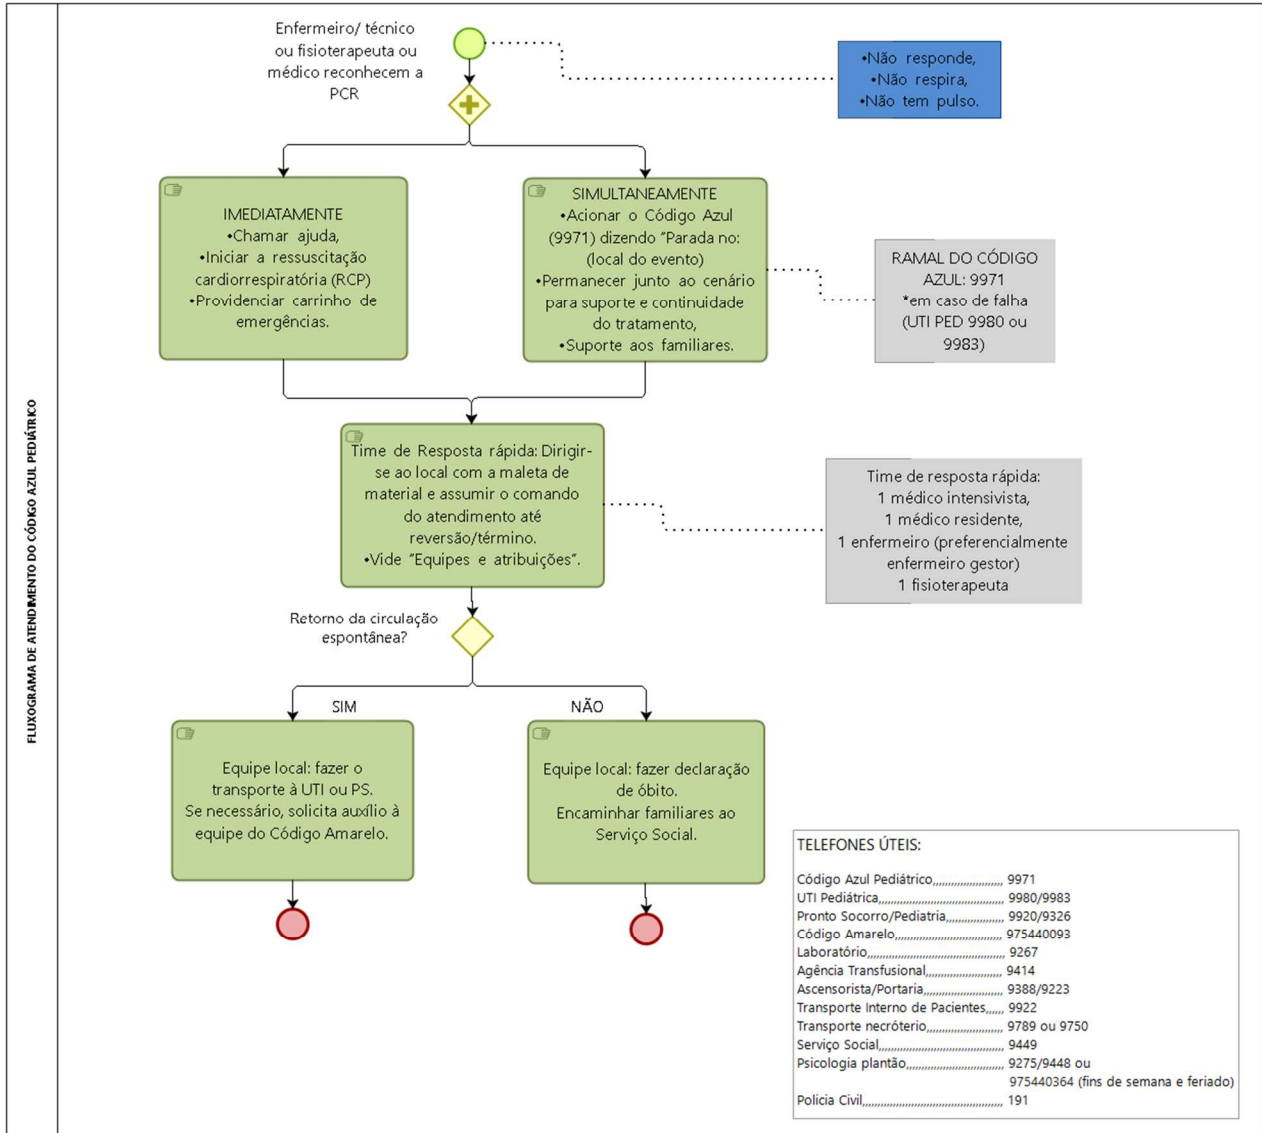 FLUXOGRAMA DE ATENDIMENTO DO CÓDIGO AZUL PEDIÁTRICO
Enfermeiro/ técnico
ou fisioterapeuta ou
médico reconhecem a
PCR
•Não responde,
•Não respira,
•Não tem pulso.
IMEDIATAMENTE
•Chamar ajuda,
•Iniciar a ressuscitação
cardiorrespiratória (RCP)
•Providenciar carrinho de
emergências.
SIMULTANEAMENTE
•Acionar o Código Azul
(9971) dizendo "Parada no:
(local do evento)
•Permanecer junto ao cenário
para suporte e continuidade
do tratamento,
•Suporte aos familiares.
RAMAL DO CÓDIGO
AZUL: 9971
*em caso de falha
(UTI PED 9980 ou
9983)
Time de Resposta rápida: Dirigir-
se ao local com a maleta de
material e assumir o comando
do atendimento até
reversão/término.
•Vide "Equipes e atribuições".
Time de resposta rápida:
1 médico intensivista,
1 médico residente,
1 enfermeiro (preferencialmente
enfermeiro gestor)
1 fisioterapeuta
Retorno da circulação
espontânea?
SIM
NÃO
Equipe local: fazer o
transporte à UTI ou PS.
Se necessário, solicita auxílio à
equipe do Código Amarelo.
Equipe local: fazer declaração
de óbito.
Encaminhar familiares ao
Serviço Social.
TELEFONES ÚTEIS:
Código Azul Pediátrico,,,,,,,,,,,,,,,,,,,,,,, 9971
UTI Pediátrica,,,,,,,,,,,,,,,,,,,,,,,,,,,,,,,,,,,,,,,,, 9980/9983
Pronto Socorro/Pediatria,,,,,,,,,,,,,,,,,,, 9920/9326
Código Amarelo,,,,,,,,,,,,,,,,,,,,,,,,,,,,,,,,,,, 975440093
Laboratório,,,,,,,,,,,,,,,,,,,,,,,,,,,,,,,,,,,,,,,,,,,,, 9267
Agência Transfusional,,,,,,,,,,,,,,,,,,,,,,,,, 9414
Ascensorista/Portaria,,,,,,,,,,,,,,,,,,,,,,,,,, 9388/9223
Transporte Interno de Pacientes,,,,,, 9922
Transporte necróterio,,,,,,,,,,,,,,,,,,,,,,,,, 9789 ou 9750
Serviço Social,,,,,,,,,,,,,,,,,,,,,,,,,,,,,,,,,,,,,,,,, 9449
Psicologia plantão,,,,,,,,,,,,,,,,,,,,,,,,,,,,,,,, 9275/9448 ou
975440364 (fins de semana e feriado)
Policia Civil,,,,,,,,,,,,,,,,,,,,,,,,,,,,,,,,,,,,,,,,,,,,,, 191